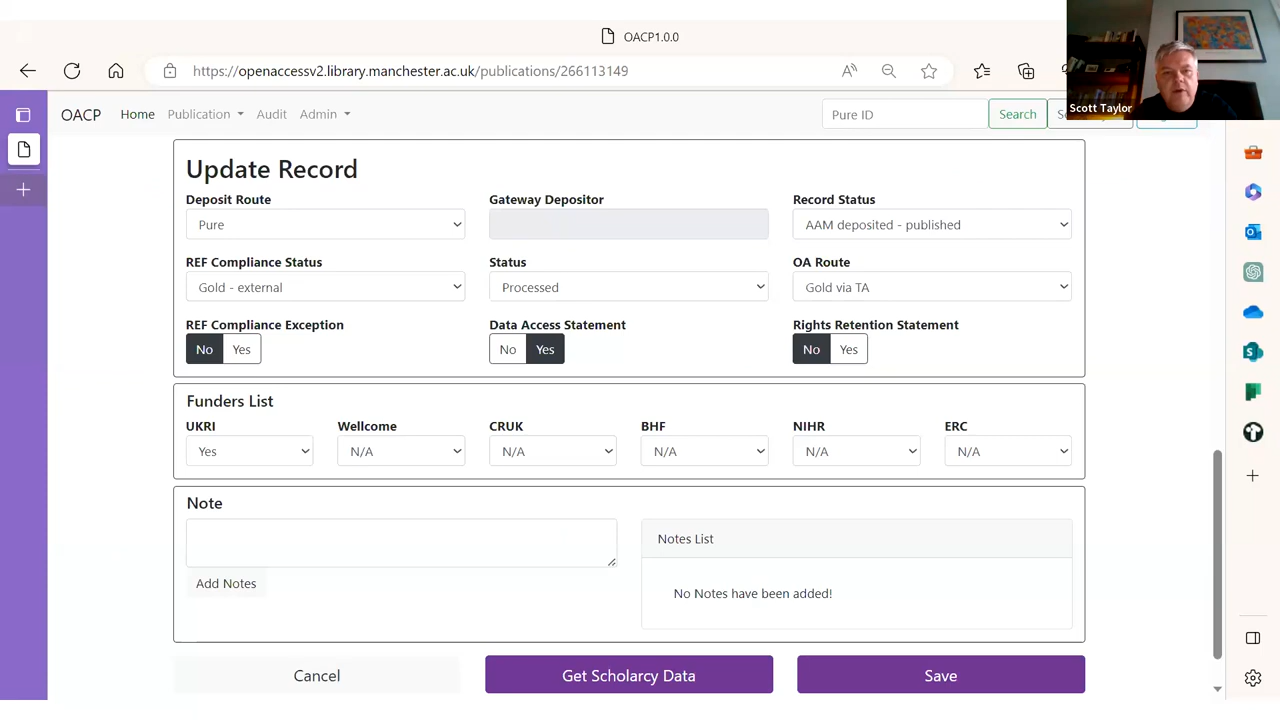 OACP1.0.0
https://openaccessv2.library.manchester.ac.uk/publications/266113149
Scott Taylor
OACP Home Publication Audit Admin Pure ID Search
Update Record
Deposit Route Gateway Depositor Record Status
Pure AAM deposited - published
REF Compliance Status Status OA Route
Gold - external Processed Gold via TA
REF Compliance Exception Data Access Statement Rights Retention Statement
No Yes No Yes No Yes
Funders List
UKRI Wellcome CRUK BHF NIHR ERC
Yes N/A N/A N/A N/A N/A
Note
Notes List
Add Notes
No Notes have been added!
Cancel Get Scholarcy Data Save